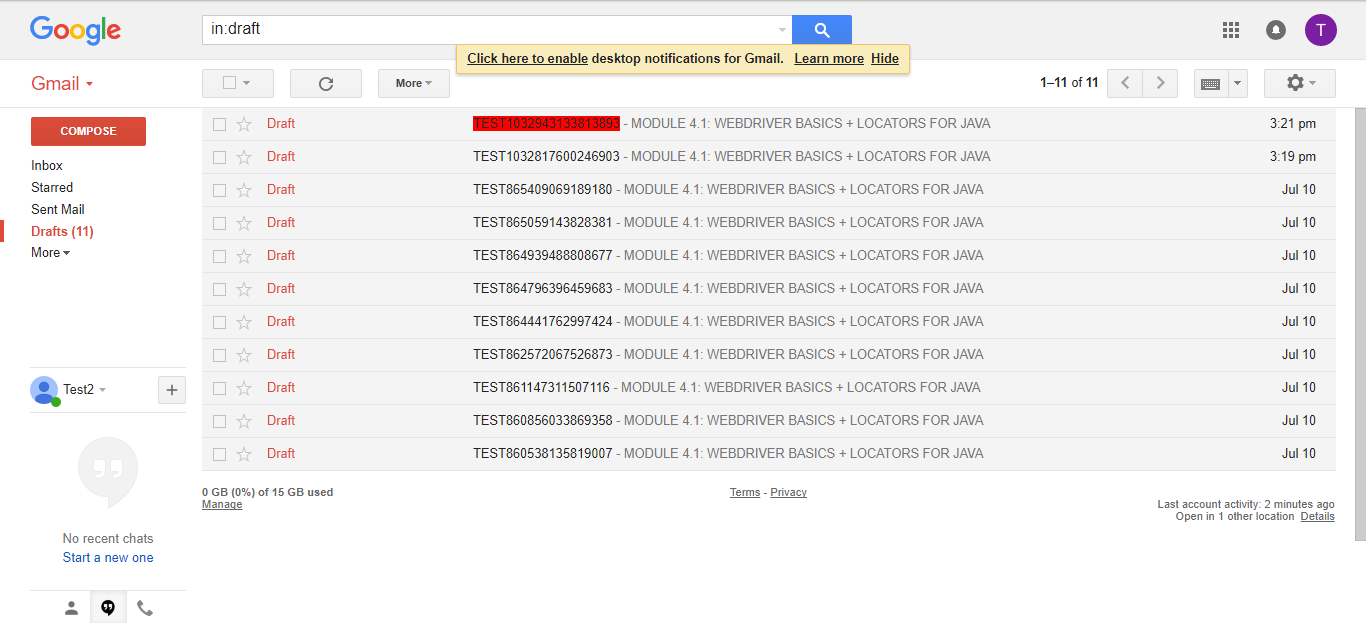 Google
in:draft
T
Click here to enable desktop notifications for Gmail. Learn more Hide
Gmail
More
1–11 of 11
COMPOSE
Inbox
Starred
Sent Mail
Drafts (11)
More
Draft TEST1032943133813893 - MODULE 4.1: WEBDRIVER BASICS + LOCATORS FOR JAVA 3:21 pm
Draft TEST1032817600246903 - MODULE 4.1: WEBDRIVER BASICS + LOCATORS FOR JAVA 3:19 pm
Draft TEST865409069189180 - MODULE 4.1: WEBDRIVER BASICS + LOCATORS FOR JAVA Jul 10
Draft TEST865059143828381 - MODULE 4.1: WEBDRIVER BASICS + LOCATORS FOR JAVA Jul 10
Draft TEST864939488808677 - MODULE 4.1: WEBDRIVER BASICS + LOCATORS FOR JAVA Jul 10
Draft TEST864796396459683 - MODULE 4.1: WEBDRIVER BASICS + LOCATORS FOR JAVA Jul 10
Draft TEST864441762997424 - MODULE 4.1: WEBDRIVER BASICS + LOCATORS FOR JAVA Jul 10
Draft TEST862572067526873 - MODULE 4.1: WEBDRIVER BASICS + LOCATORS FOR JAVA Jul 10
Draft TEST861147311507116 - MODULE 4.1: WEBDRIVER BASICS + LOCATORS FOR JAVA Jul 10
Draft TEST860856033869358 - MODULE 4.1: WEBDRIVER BASICS + LOCATORS FOR JAVA Jul 10
Draft TEST860538135819007 - MODULE 4.1: WEBDRIVER BASICS + LOCATORS FOR JAVA Jul 10
Test2
No recent chats
Start a new one
0 GB (0%) of 15 GB used
Manage
Terms - Privacy
Last account activity: 2 minutes ago
Open in 1 other location Details